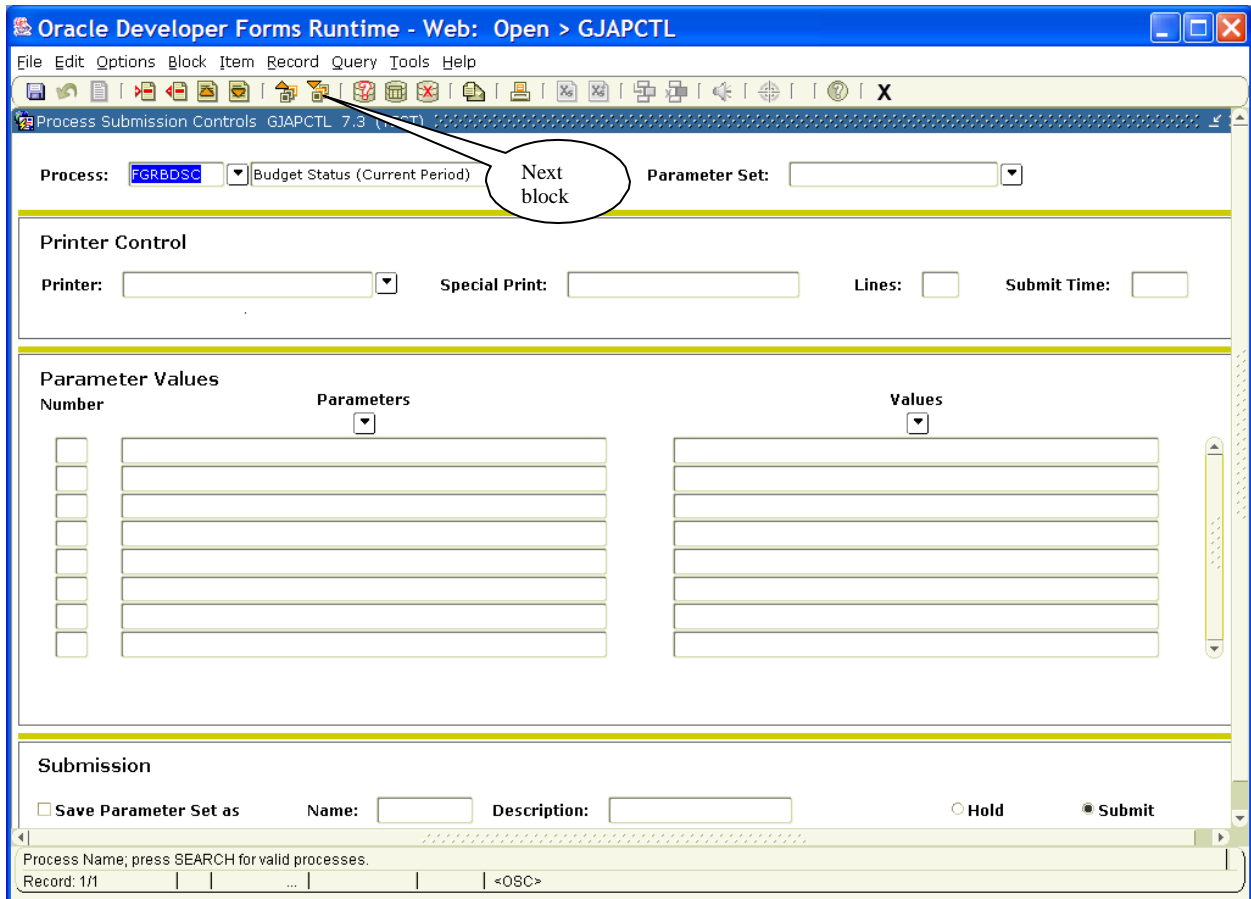 Oracle Developer Forms Runtime - Web: Open > GJAPCTL
File Edit Options Block Item Record Query Tools Help
X
Process Submission Controls GJAPCTL 7.3 (TEST)
Process: FGRBDSC Budget Status (Current Period) Next block Parameter Set:
Printer Control
Printer: Special Print: Lines: Submit Time:
Parameter Values
Number Parameters Values
Submission
Save Parameter Set as Name: Description: Hold Submit
Process Name; press SEARCH for valid processes.
Record: 1/1 ... <OSC>